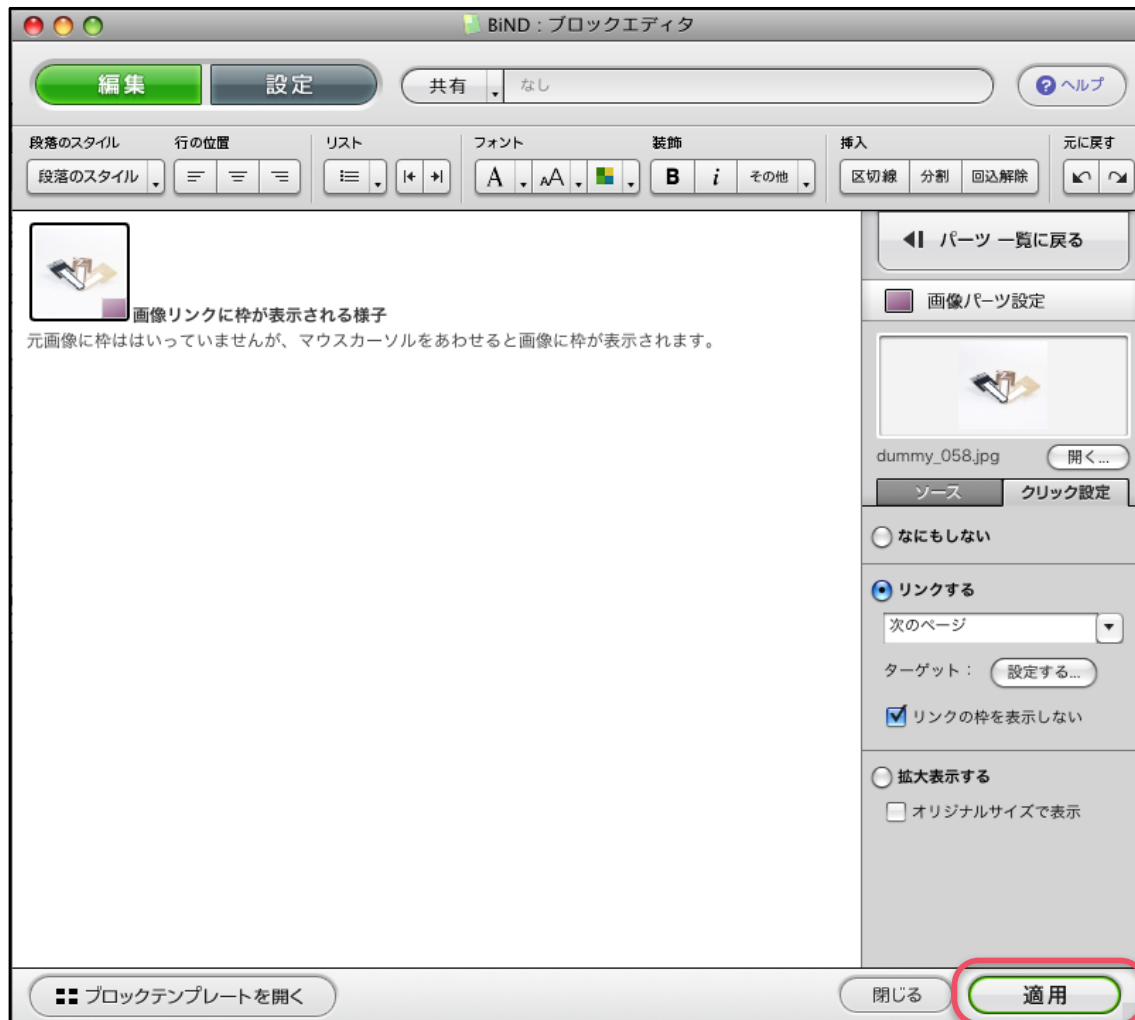 BiND : ブロックエディタ
編集 設定 共有 なし ? ヘルプ
段落のスタイル 行の位置 リスト フォント 装飾 挿入 元に戻す
段落のスタイル A AA B i その他 区切線 分割 回込解除
パーツ 一覧に戻る
画像パーツ設定
画像リンクに枠が表示される様子
元画像に枠ははいっていませんが、マウスカーソルをあわせると画像に枠が表示されます。
dummy_058.jpg 開く...
ソース クリック設定
なにもしない
リンクする
次のページ
ターゲット： 設定する...
リンクの枠を表示しない
拡大表示する
オリジナルサイズで表示
ブロックテンプレートを開く 閉じる 適用